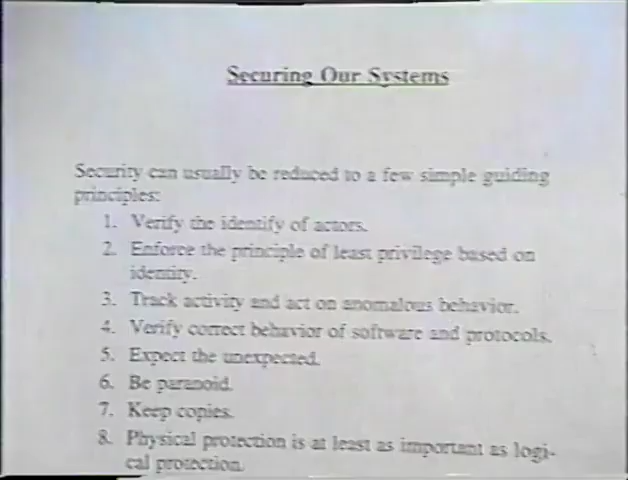 Securing Our Systems
Security can usually be reduced to a few simple guiding
principles:
1. Verify the identify of actors.
2. Enforce the principle of least privilege based on
identity.
3. Track activity and act on anomalous behavior.
4. Verify correct behavior of software and protocols.
5. Expect the unexpected.
6. Be paranoid.
7. Keep copies.
8. Physical protection is at least as important as logi-
cal protection.